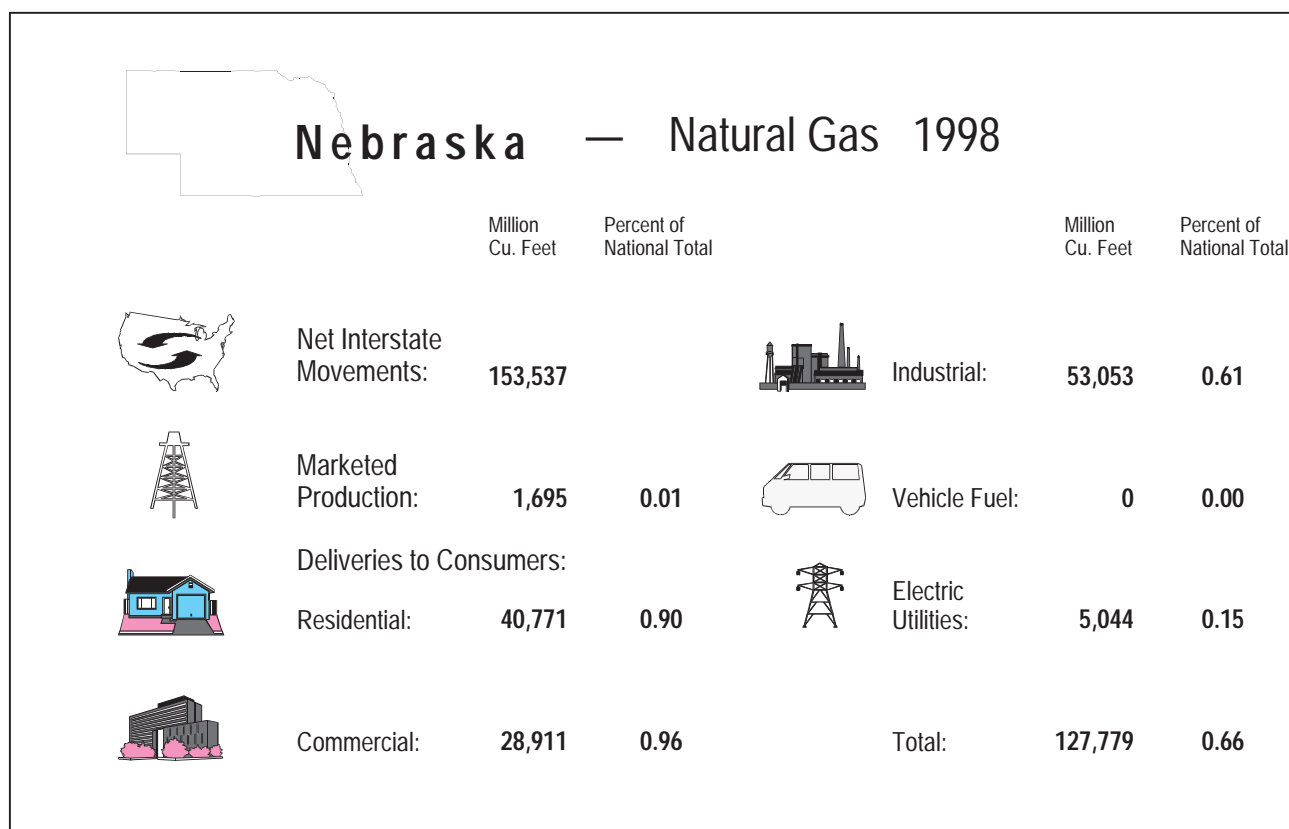 Nebraska — Natural Gas 1998
Million Cu. Feet
Percent of National Total
Million Cu. Feet
Percent of National Total
Net Interstate
Movements: 153,537
Marketed
Production: 1,695 0.01
Deliveries to Consumers:
Residential: 40,771 0.90
Commercial: 28,911 0.96
Industrial: 53,053 0.61
Vehicle Fuel: 0 0.00
Electric
Utilities: 5,044 0.15
Total: 127,779 0.66